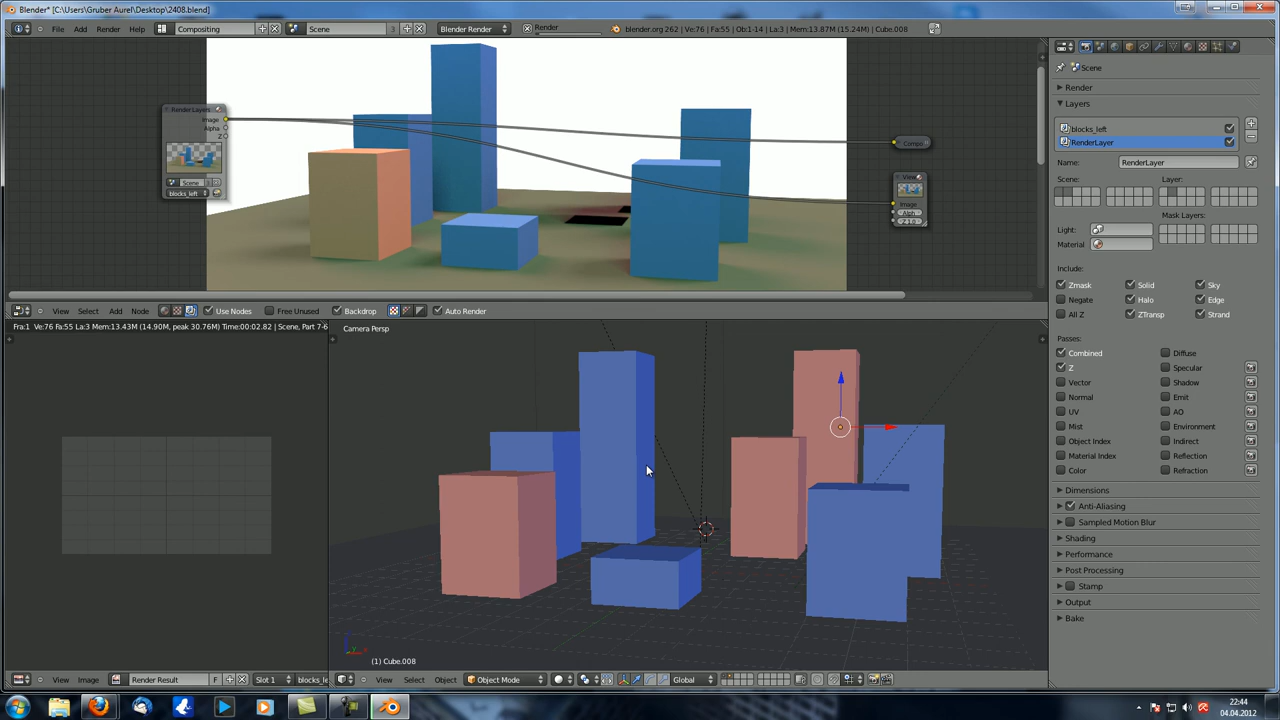 Blender* [C:\Users\Gruber Aurel\Desktop\2408.blend]
File Add Render Help Compositing Scene 3 Blender Render Render blender.org 262 | Ve:76 | Fa:55 | Ob:1-14 | La:3 | Mem:13.87M (15.24M) | Cube.008
Scene
Render
Layers
blocks_left
RenderLayer
Name: RenderLayer
Scene: Layer:
Mask Layers:
Light:
Material
Include:
Zmask Solid Sky
Negate Halo Edge
All Z ZTransp Strand
Passes:
Combined Diffuse
Z Specular
Vector Shadow
Normal Emit
UV AO
Mist Environment
Object Index Indirect
Material Index Reflection
Color Refraction
Dimensions
Anti-Aliasing
Sampled Motion Blur
Shading
Performance
Post Processing
Stamp
Output
Bake
Render Layers
Image
Alpha
Z
Scene
blocks_left
Compo
View
Image
Alph
Z 1.0
View Select Add Node Use Nodes Free Unused Backdrop Auto Render
Fra:1 Ve:76 Fa:55 La:3 Mem:13.43M (14.90M, peak 30.76M) Time:00:02.82 | Scene, Part 7-6
Camera Persp
(1) Cube.008
View Image Render Result F Slot 1 blocks_le
View Select Object Object Mode Global
22:44
04.04.2012